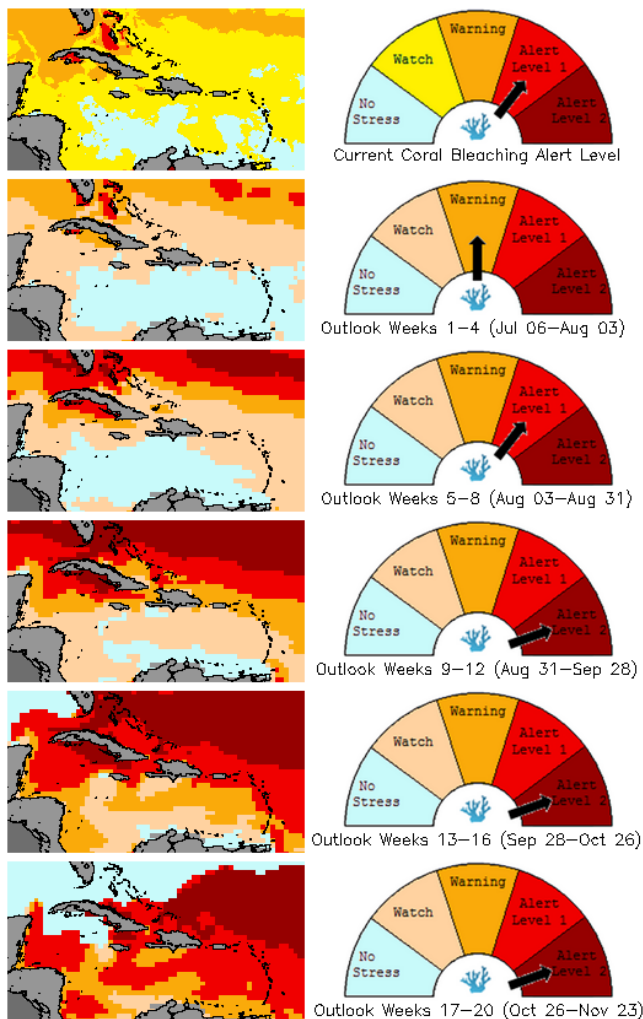 Warning
Watch
Alert
Level 1
No
Stress
Alert
Level 2
Current Coral Bleaching Alert Level
Warning
Watch
Alert
Level 1
No
Stress
Alert
Level 2
Outlook Weeks 1-4 (Jul 06-Aug 03)
Warning
Watch
Alert
Level 1
No
Stress
Alert
Level 2
Outlook Weeks 5-8 (Aug 03-Aug 31)
Warning
Watch
Alert
Level 1
No
Stress
Alert
Level 2
Outlook Weeks 9-12 (Aug 31-Sep 28)
Warning
Watch
Alert
Level 1
No
Stress
Alert
Level 2
Outlook Weeks 13-16 (Sep 28-Oct 26)
Warning
Watch
Alert
Level 1
No
Stress
Alert
Level 2
Outlook Weeks 17-20 (Oct 26-Nov 23)